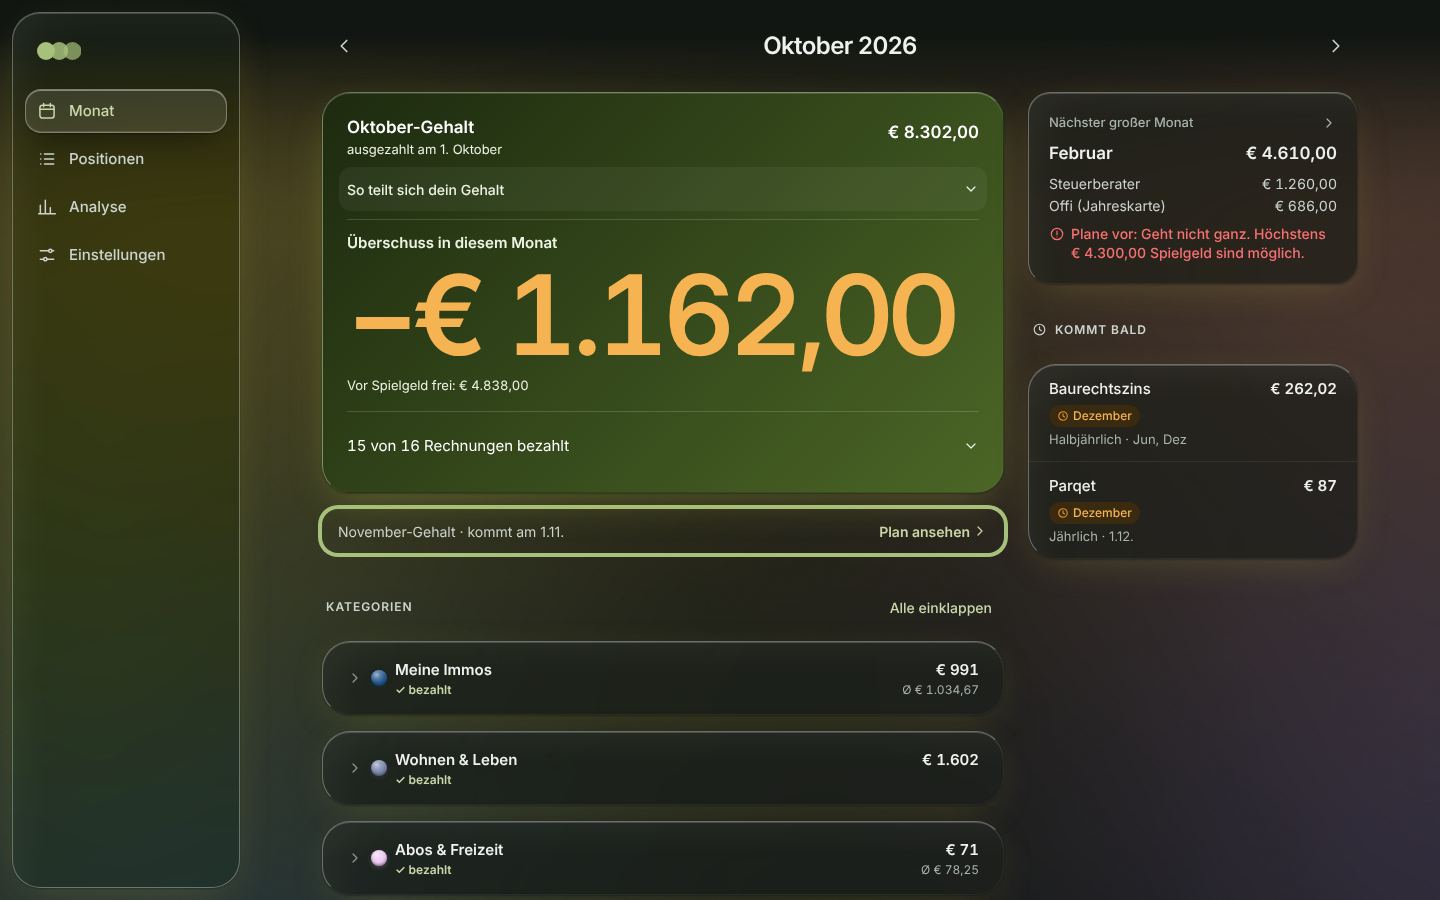 Monat
Positionen
Analyse
Einstellungen
Oktober 2026
Oktober-Gehalt
€ 8.302,00
ausgezahlt am 1. Oktober
So teilt sich dein Gehalt
Überschuss in diesem Monat
–€ 1.162,00
Vor Spielgeld frei: € 4.838,00
15 von 16 Rechnungen bezahlt
November-Gehalt · kommt am 1.11.
Plan ansehen
KATEGORIEN
Alle einklappen
Meine Immos
€ 991
✓ bezahlt
Ø € 1.034,67
Wohnen & Leben
€ 1.602
✓ bezahlt
Abos & Freizeit
€ 71
✓ bezahlt
Ø € 78,25
Nächster großer Monat
Februar
€ 4.610,00
Steuerberater
€ 1.260,00
Offi (Jahreskarte)
€ 686,00
Plane vor: Geht nicht ganz. Höchstens
€ 4.300,00 Spielgeld sind möglich.
KOMMT BALD
Baurechtszins
€ 262,02
Dezember
Halbjährlich · Jun, Dez
Parqet
€ 87
Dezember
Jährlich · 1.12.